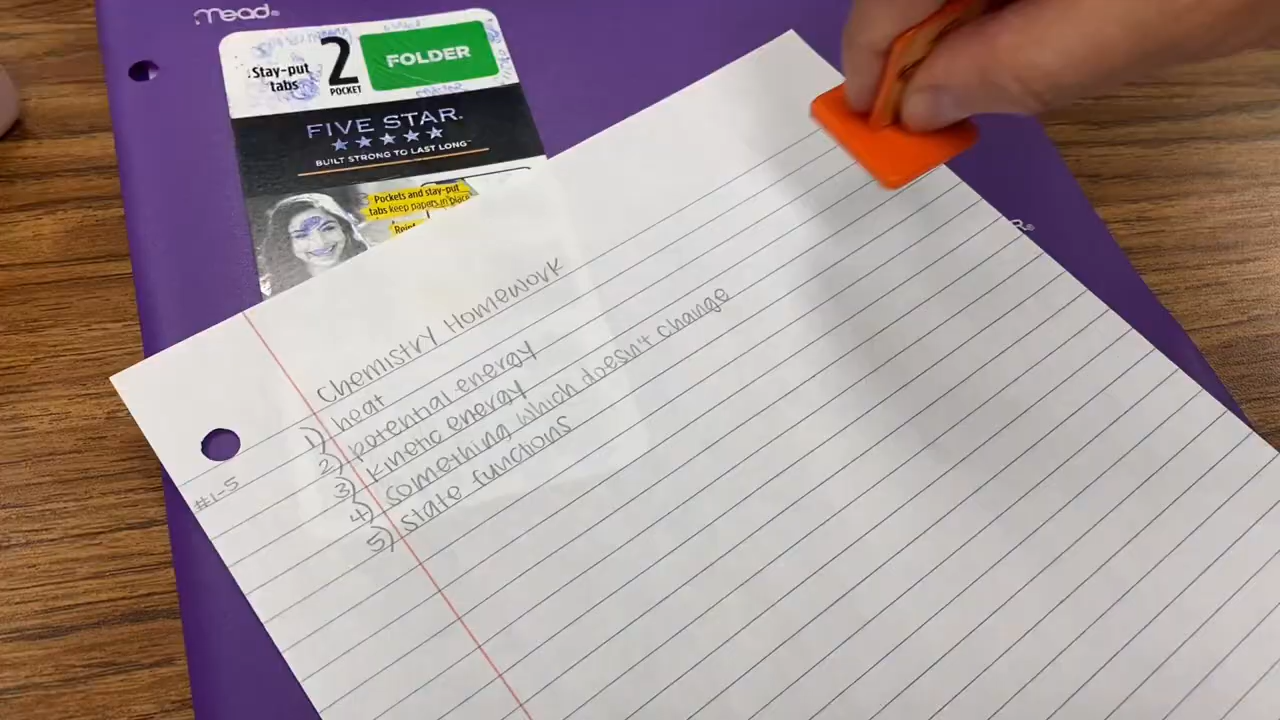 Mead®
Stay-put
tabs
2
POCKET
FOLDER
FIVE STAR.
BUILT STRONG TO LAST LONG™
Pockets and stay-put
tabs keep papers in place
Chemistry Homework
#1-5
1) heat
2) potential energy
3) kinetic energy
4) something which doesn't change
5) state functions